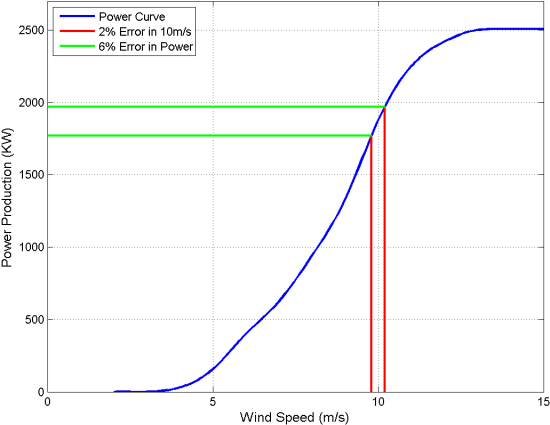 2500
2000
1500
1000
500
0
Power Production (KW)
Power Curve
2% Error in 10m/s
6% Error in Power
0
5
10
15
Wind Speed (m/s)